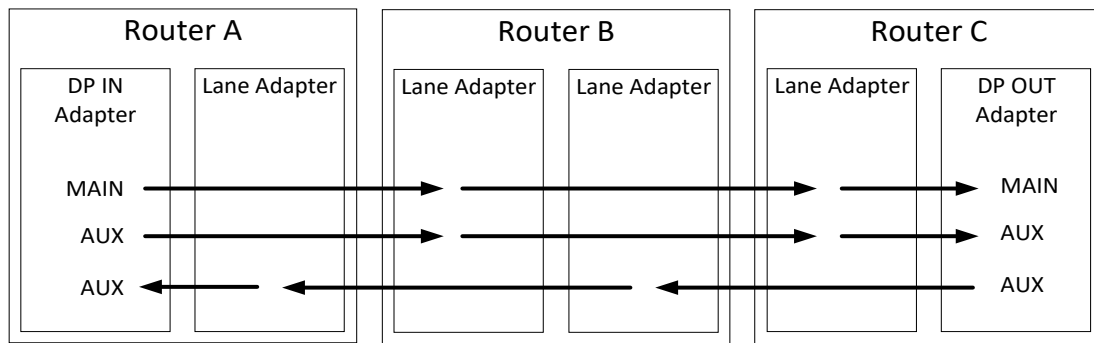 Router A
Router B
Router C
DP IN
Adapter
Lane Adapter
Lane Adapter
Lane Adapter
Lane Adapter
DP OUT
Adapter
MAIN
MAIN
AUX
AUX
AUX
AUX